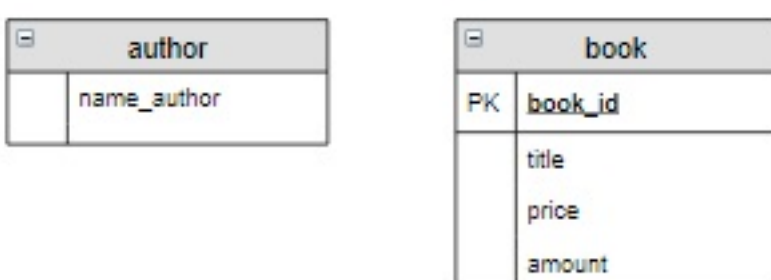 author
name_author
book
PK book_id
title
price
amount